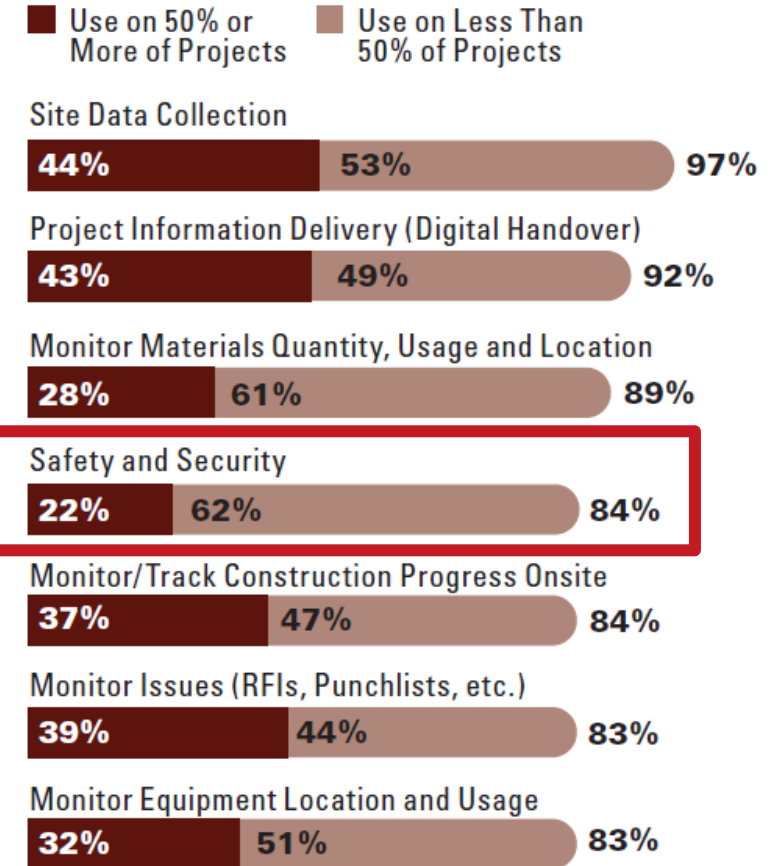 Use on 50% or
More of Projects
Use on Less Than
50% of Projects
Site Data Collection
44% 53% 97%
Project Information Delivery (Digital Handover)
43% 49% 92%
Monitor Materials Quantity, Usage and Location
28% 61% 89%
Safety and Security
22% 62% 84%
Monitor/Track Construction Progress Onsite
37% 47% 84%
Monitor Issues (RFIs, Punchlists, etc.)
39% 44% 83%
Monitor Equipment Location and Usage
32% 51% 83%